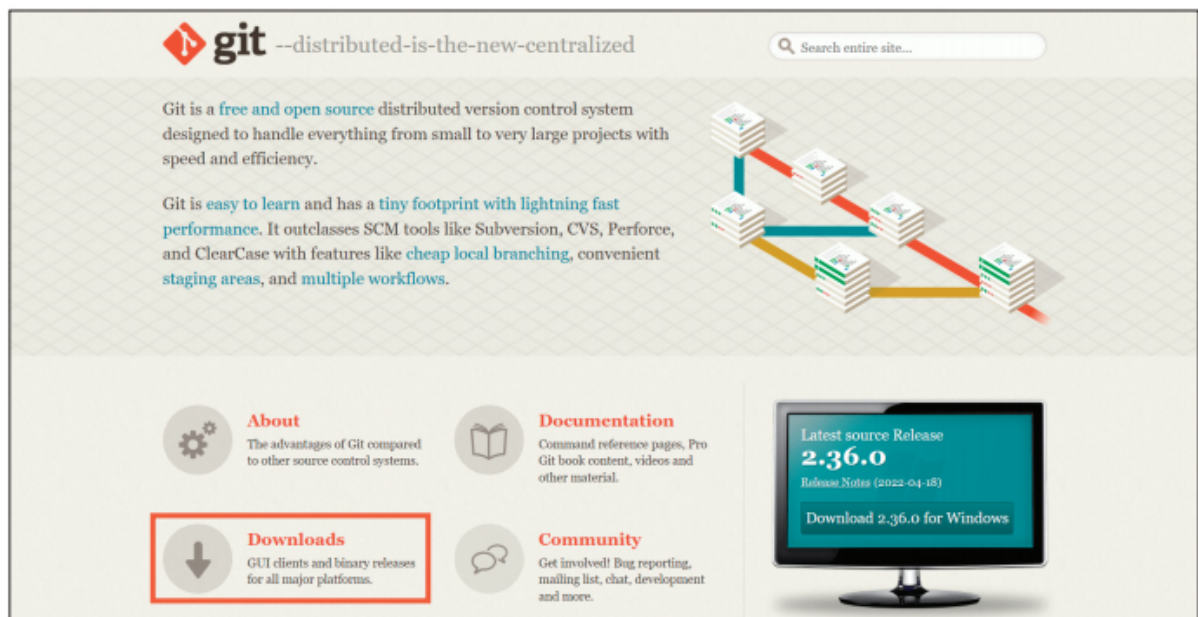 git --distributed-is-the-new-centralized
Search entire site...
Git is a free and open source distributed version control system
designed to handle everything from small to very large projects with
speed and efficiency.
Git is easy to learn and has a tiny footprint with lightning fast
performance. It outclasses SCM tools like Subversion, CVS, Perforce,
and ClearCase with features like cheap local branching, convenient
staging areas, and multiple workflows.
About
The advantages of Git compared
to other source control systems.
Documentation
Command reference pages, Pro
Git book content, videos and
other material.
Downloads
GUI clients and binary releases
for all major platforms.
Community
Get involved! Bug reporting,
mailing list, chat, development
and more.
Latest source Release
2.36.0
Release Notes (2022-04-18)
Download 2.36.0 for Windows